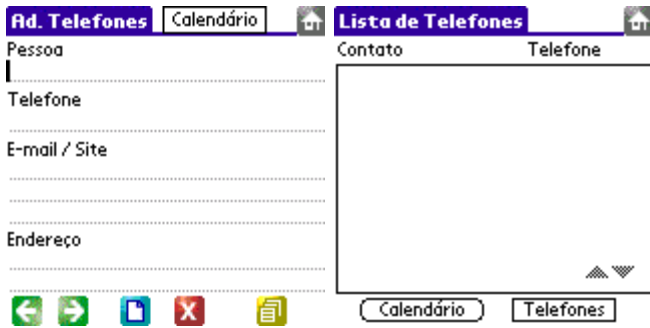 Ad. Telefones Calendário
Pessoa
Telefone
E-mail / Site
Endereço
Lista de Telefones
Contato Telefone
Calendário Telefones